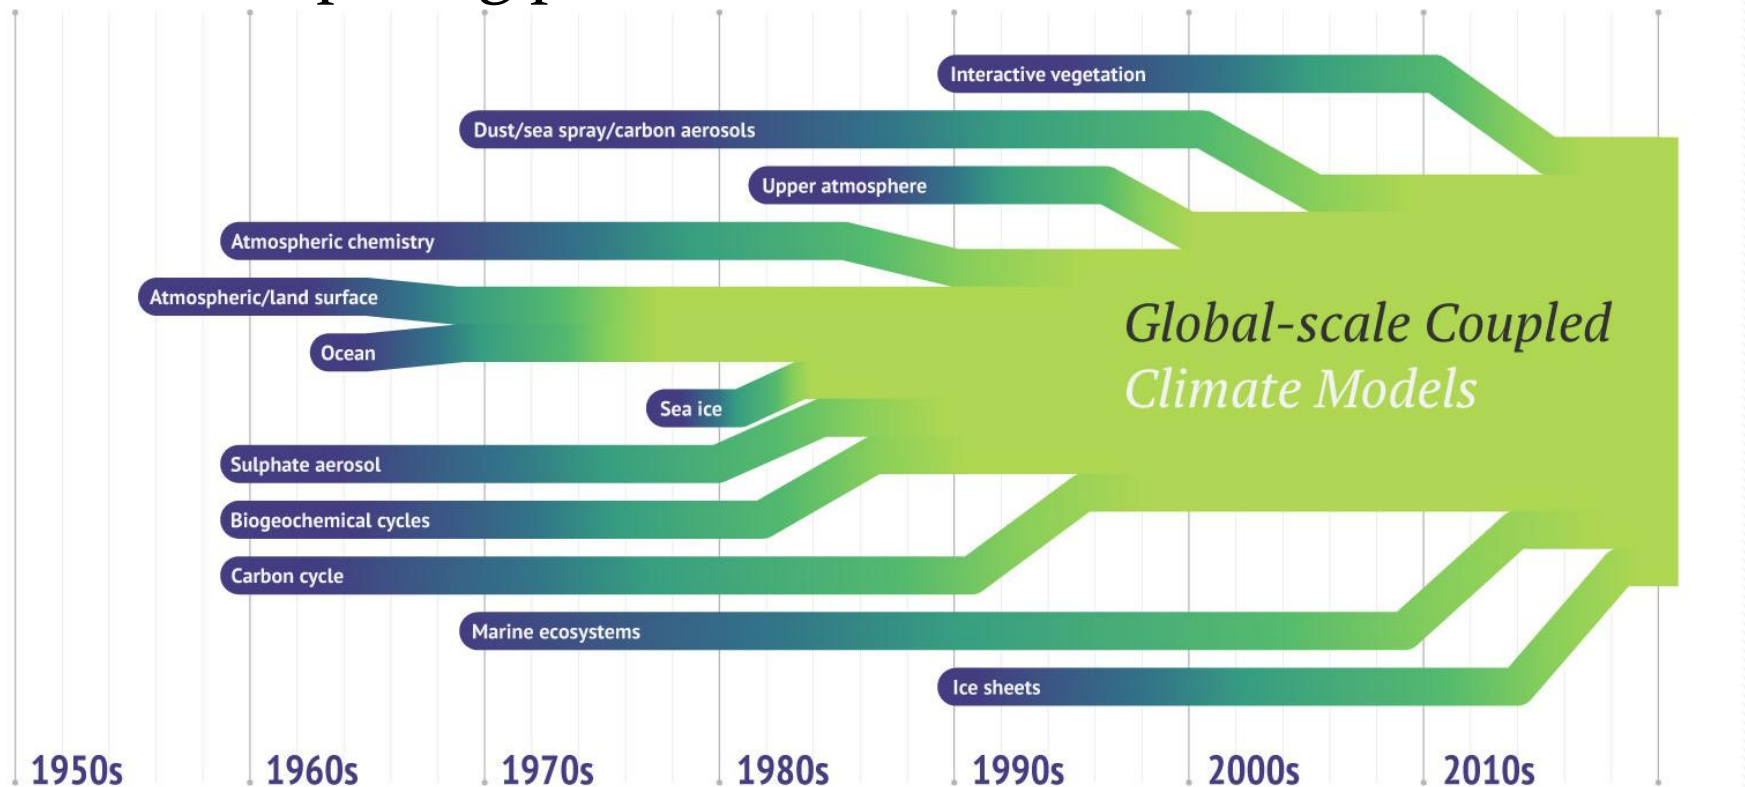 Interactive vegetation
Dust/sea spray/carbon aerosols
Upper atmosphere
Atmospheric chemistry
Atmospheric/land surface
Ocean
Global-scale Coupled
Climate Models
Sea ice
Sulphate aerosol
Biogeochemical cycles
Carbon cycle
Marine ecosystems
Ice sheets
1950s 1960s 1970s 1980s 1990s 2000s 2010s